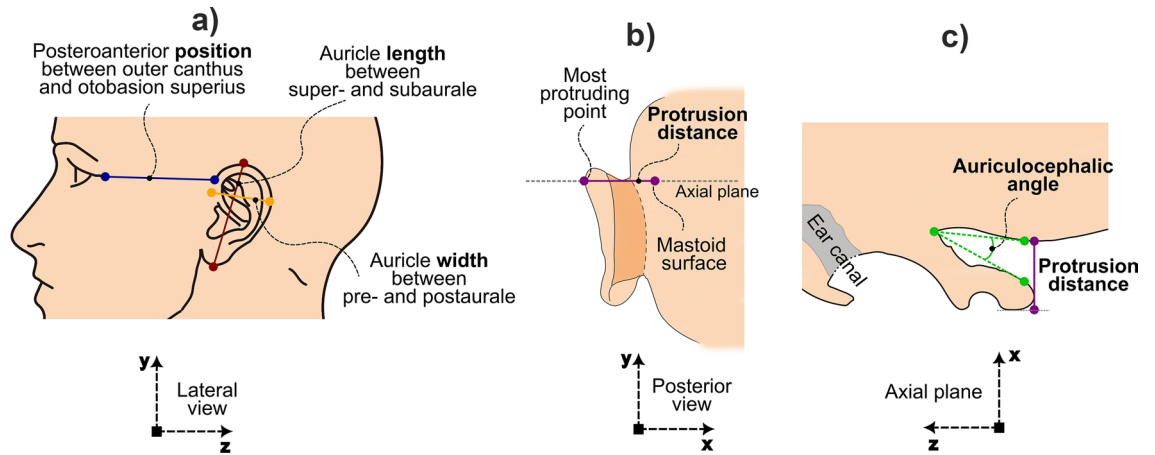 a)
Posteroanterior position
between outer canthus
and otobasion superius
Auricle length
between
super- and subaurale
Auricle width
between
pre- and postaurale
y
Lateral
view
z
b)
Most
protruding
point
Protrusion
distance
Axial plane
Mastoid
surface
y
Posterior
view
x
c)
Auriculocephalic
angle
Ear canal
Protrusion
distance
x
Axial plane
z